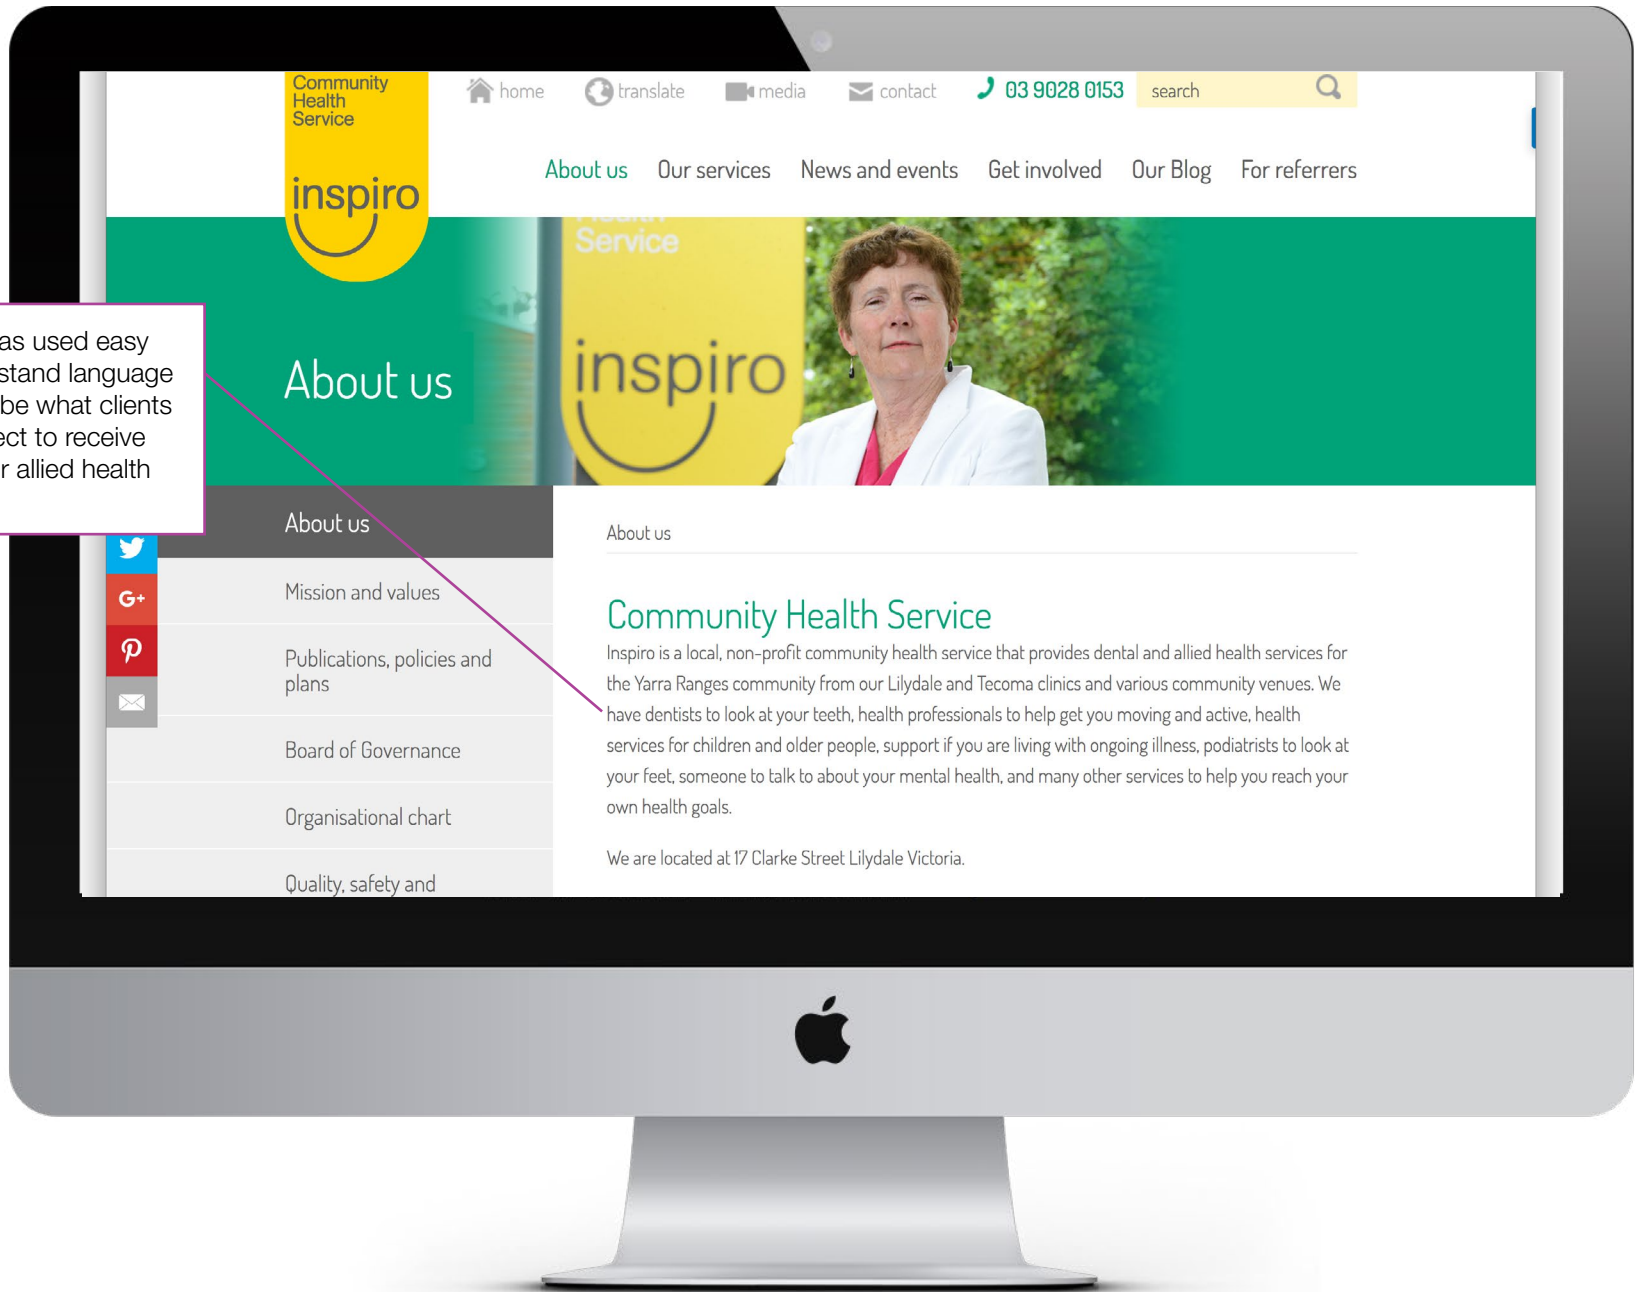 Community
Health
Service
inspiro
home translate media contact 03 9028 0153 search
About us Our services News and events Get involved Our Blog For referrers
Service
inspiro
About us
as used easy
stand language
be what clients
ect to receive
r allied health
About us
Mission and values
Publications, policies and
plans
Board of Governance
Organisational chart
Quality, safety and
G+
About us
Community Health Service
Inspiro is a local, non-profit community health service that provides dental and allied health services for
the Yarra Ranges community from our Lilydale and Tecoma clinics and various community venues. We
have dentists to look at your teeth, health professionals to help get you moving and active, health
services for children and older people, support if you are living with ongoing illness, podiatrists to look at
your feet, someone to talk to about your mental health, and many other services to help you reach your
own health goals.
We are located at 17 Clarke Street Lilydale Victoria.